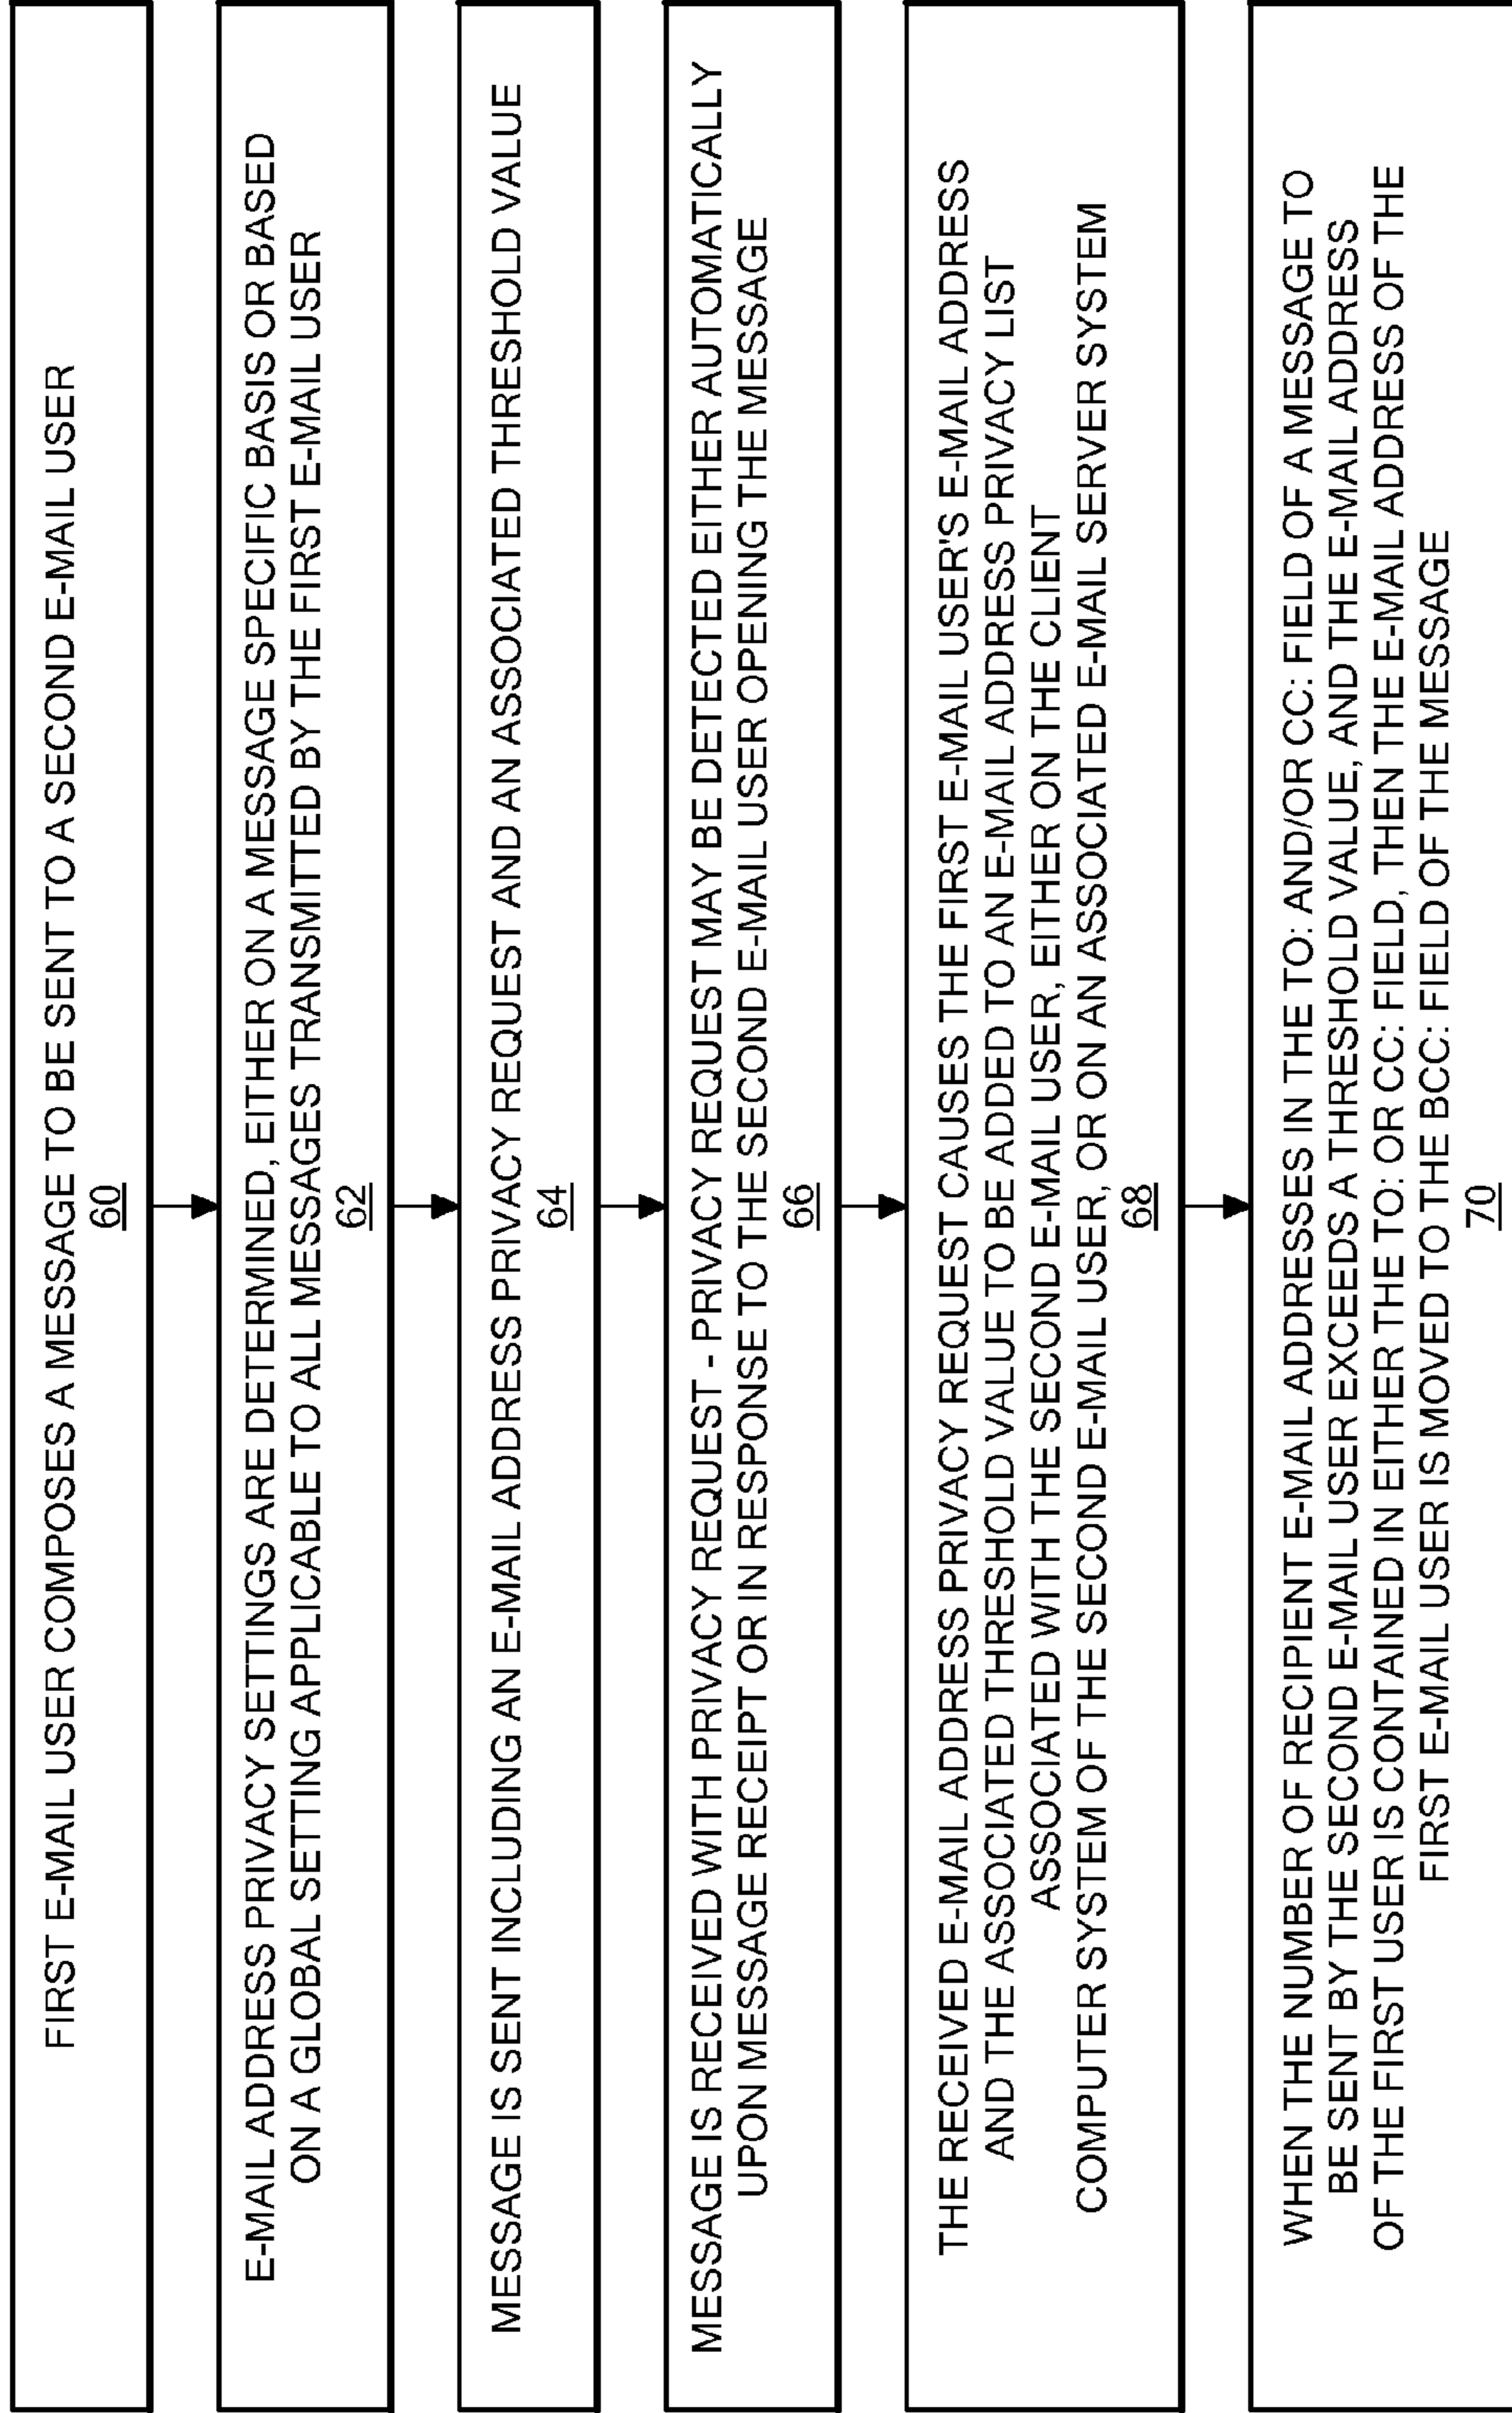 FIRST E-MAIL USER COMPOSES A MESSAGE TO BE SENT TO A SECOND E-MAIL USER
60
E-MAIL ADDRESS PRIVACY SETTINGS ARE DETERMINED, EITHER ON A MESSAGE SPECIFIC BASIS OR BASED
ON A GLOBAL SETTING APPLICABLE TO ALL MESSAGES TRANSMITTED BY THE FIRST E-MAIL USER
62
MESSAGE IS SENT INCLUDING AN E-MAIL ADDRESS PRIVACY REQUEST AND AN ASSOCIATED THRESHOLD VALUE
64
MESSAGE IS RECEIVED WITH PRIVACY REQUEST - PRIVACY REQUEST MAY BE DETECTED EITHER AUTOMATICALLY
UPON MESSAGE RECEIPT OR IN RESPONSE TO THE SECOND E-MAIL USER OPENING THE MESSAGE
66
THE RECEIVED E-MAIL ADDRESS PRIVACY REQUEST CAUSES THE FIRST E-MAIL USER'S E-MAIL ADDRESS
AND THE ASSOCIATED THRESHOLD VALUE TO BE ADDED TO AN E-MAIL ADDRESS PRIVACY LIST
ASSOCIATED WITH THE SECOND E-MAIL USER, EITHER ON THE CLIENT
COMPUTER SYSTEM OF THE SECOND E-MAIL USER, OR ON AN ASSOCIATED E-MAIL SERVER SYSTEM
68
WHEN THE NUMBER OF RECIPIENT E-MAIL ADDRESSES IN THE TO: AND/OR CC: FIELD OF A MESSAGE TO
BE SENT BY THE SECOND E-MAIL USER EXCEEDS A THRESHOLD VALUE, AND THE E-MAIL ADDRESS
OF THE FIRST USER IS CONTAINED IN EITHER THE TO: OR CC: FIELD, THEN THE E-MAIL ADDRESS OF THE
FIRST E-MAIL USER IS MOVED TO THE BCC: FIELD OF THE MESSAGE
70